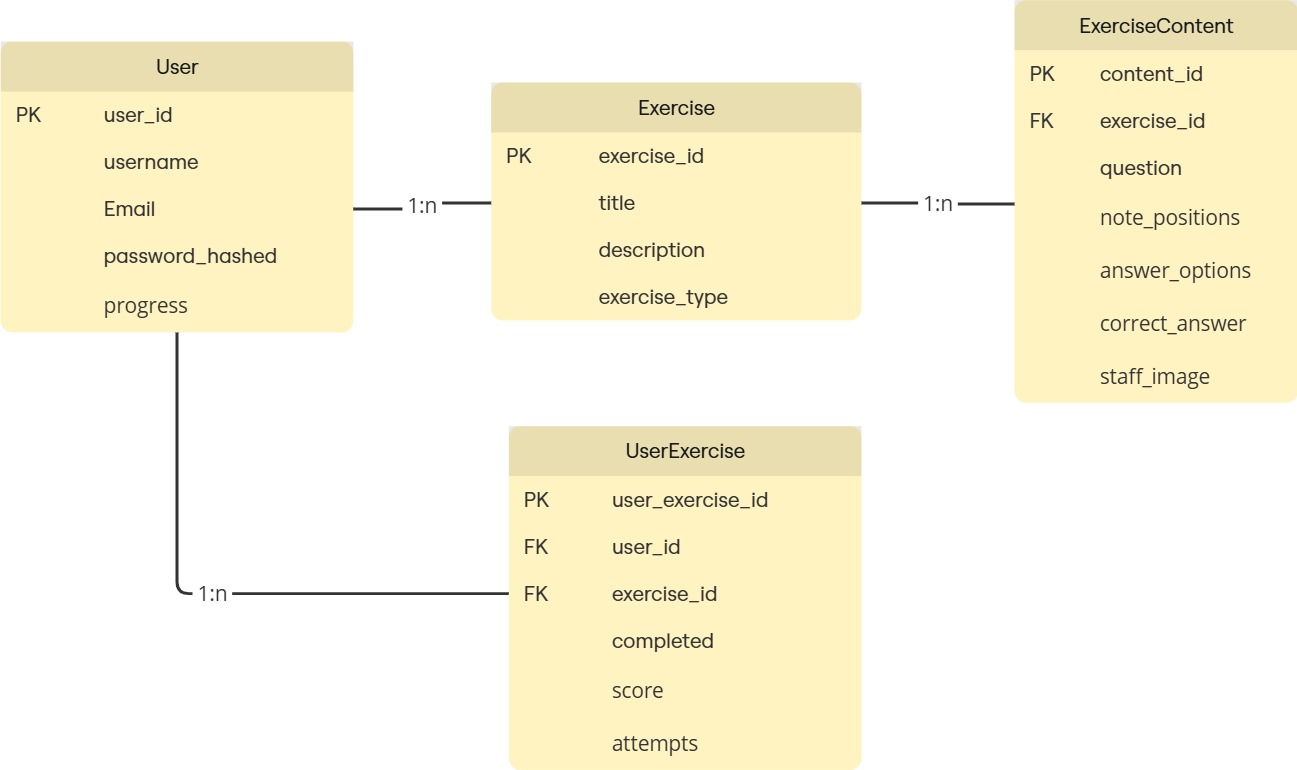 User
PK user_id
username
Email
password_hashed
progress
1:n
Exercise
PK exercise_id
title
description
exercise_type
1:n
ExerciseContent
PK content_id
FK exercise_id
question
note_positions
answer_options
correct_answer
staff_image
1:n
UserExercise
PK user_exercise_id
FK user_id
FK exercise_id
completed
score
attempts